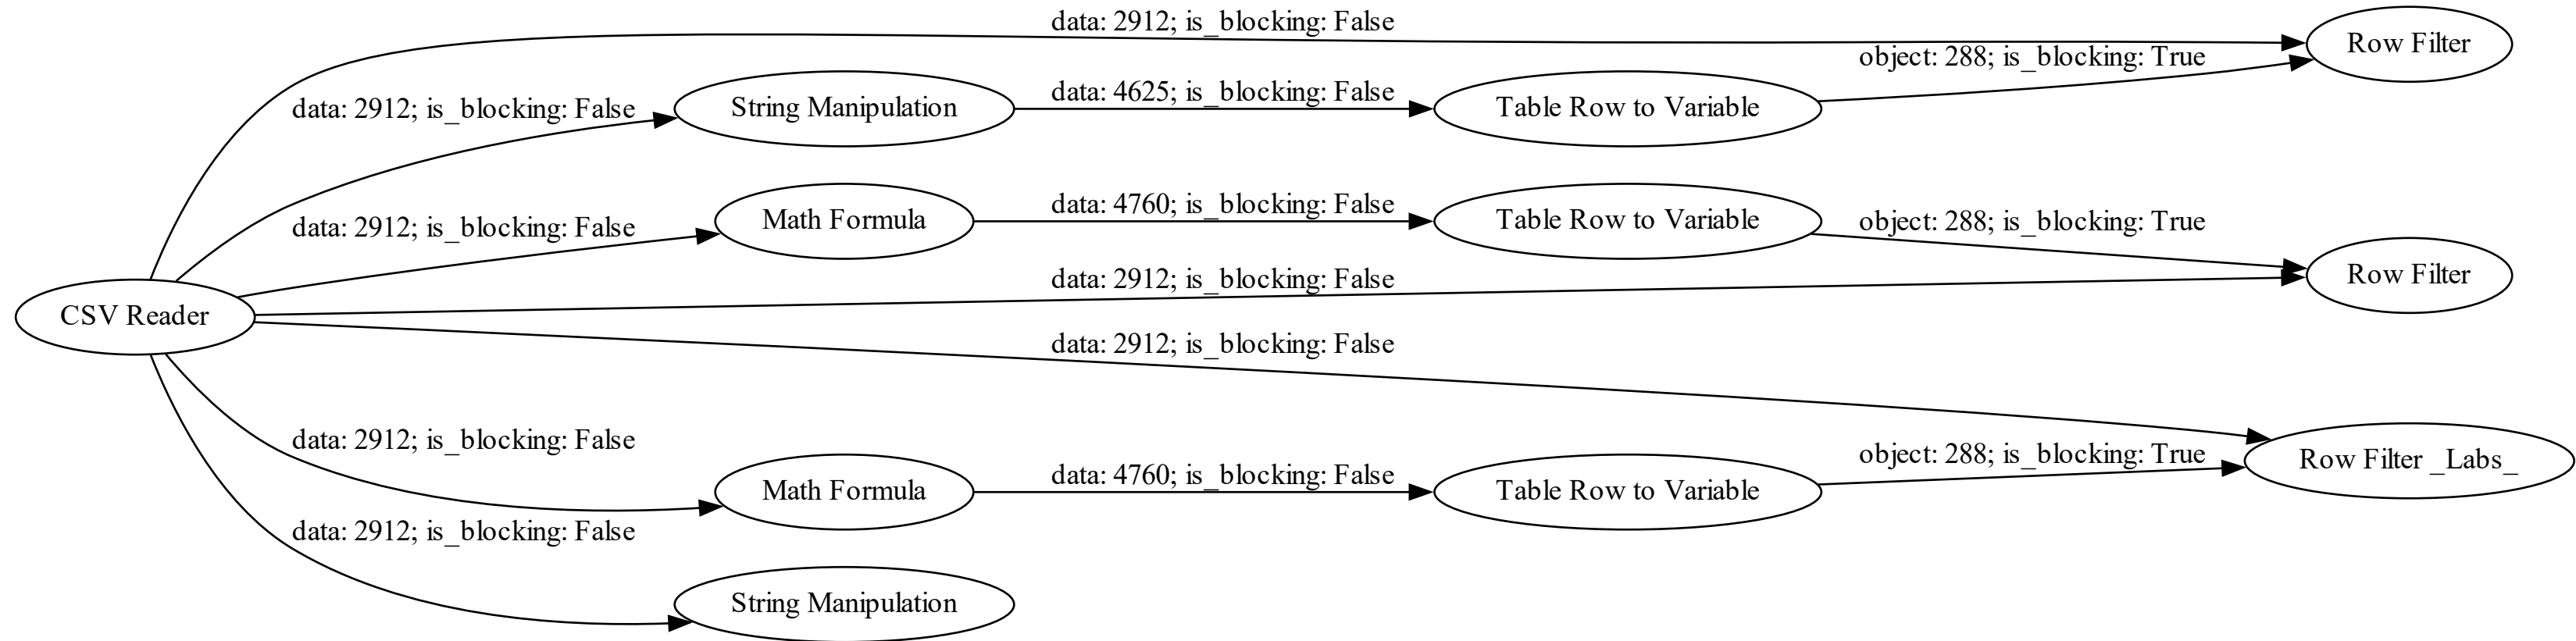 data: 2912; is_blocking: False
Row Filter
object: 288; is_blocking: True
data: 2912; is_blocking: False
String Manipulation
data: 4625; is_blocking: False
Table Row to Variable
data: 2912; is_blocking: False
Math Formula
data: 4760; is_blocking: False
Table Row to Variable
object: 288; is_blocking: True
Row Filter
data: 2912; is_blocking: False
CSV Reader
data: 2912; is_blocking: False
data: 2912; is_blocking: False
Math Formula
data: 4760; is_blocking: False
Table Row to Variable
object: 288; is_blocking: True
Row Filter _Labs_
data: 2912; is_blocking: False
String Manipulation